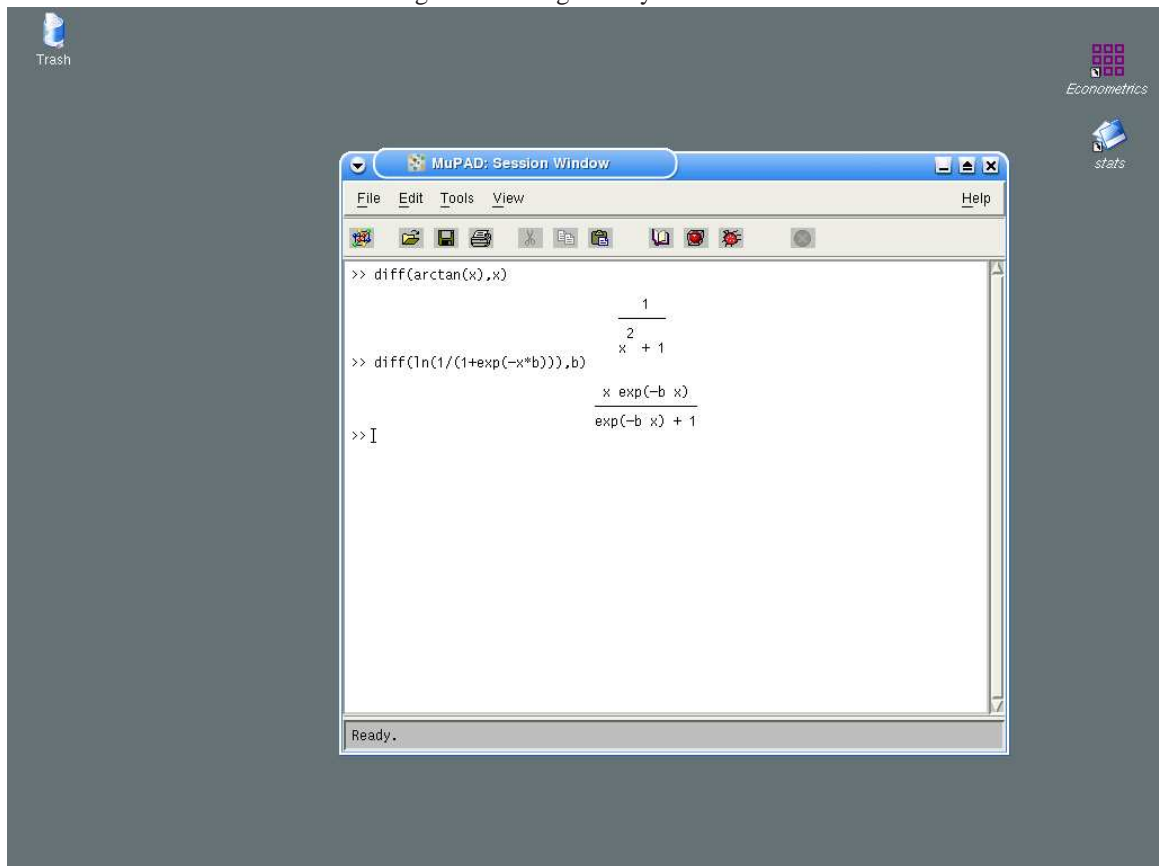 Trash
Econometrics
stats
MuPAD: Session Window
File Edit Tools View Help
>> diff(arctan(x),x)
1
2
x + 1
>> diff(ln(1/(1+exp(-x*b))),b)
x exp(-b x)
exp(-b x) + 1
>>
Ready.